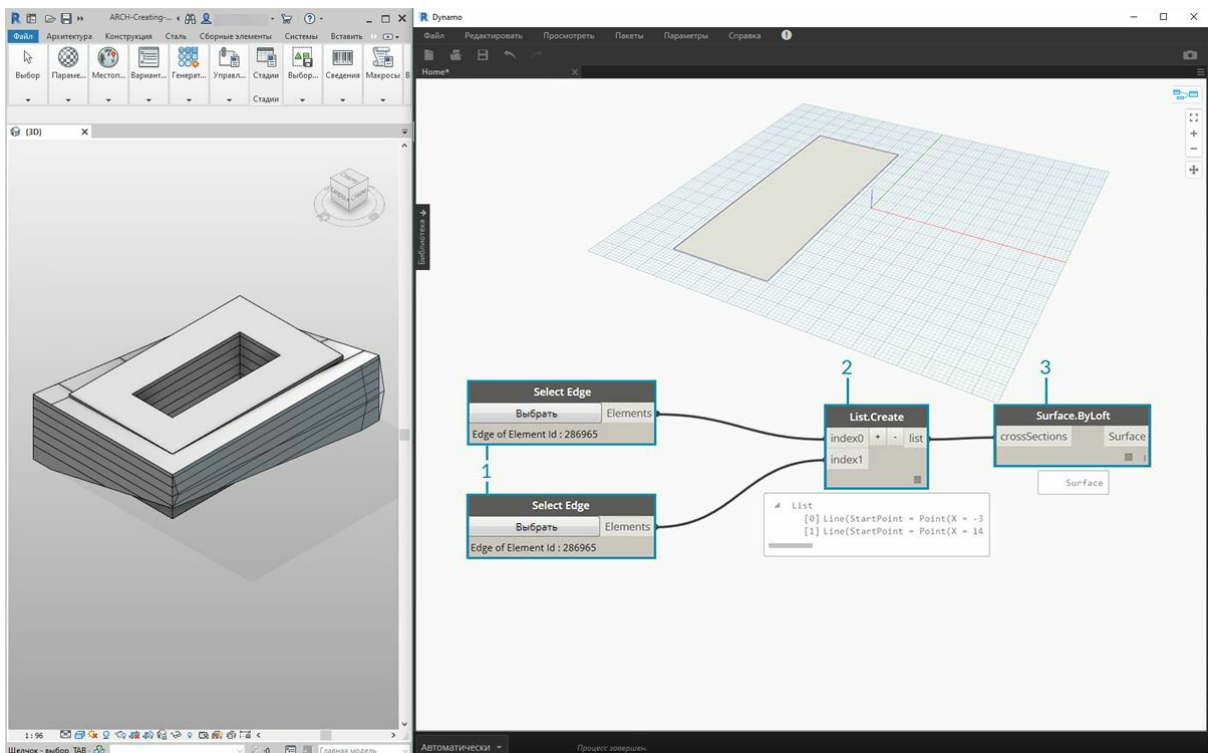 ARCH-Creating-...
Файл Архитектура Конструкция Сталь Сборные элементы Системы Вставить
Выбор Параме... Местоп... Вариант... Генерат... Управл... Стадии Выбор... Сведения Макросы В
Стадии
{3D}
1 : 96
Щелчок - выбор, TAB - :0 Главная модель
Dynamo
Файл Редактировать Просмотреть Пакеты Параметры Справка
Home*
Библиотека
Select Edge
Выбрать Elements
Edge of Element Id : 286965
1
Select Edge
Выбрать Elements
Edge of Element Id : 286965
2
List.Create
index0 + - list
index1
List
[0] Line(StartPoint = Point(X = -3
[1] Line(StartPoint = Point(X = 14
3
Surface.ByLoft
crossSections Surface
Surface
Автоматически Процесс завершен.